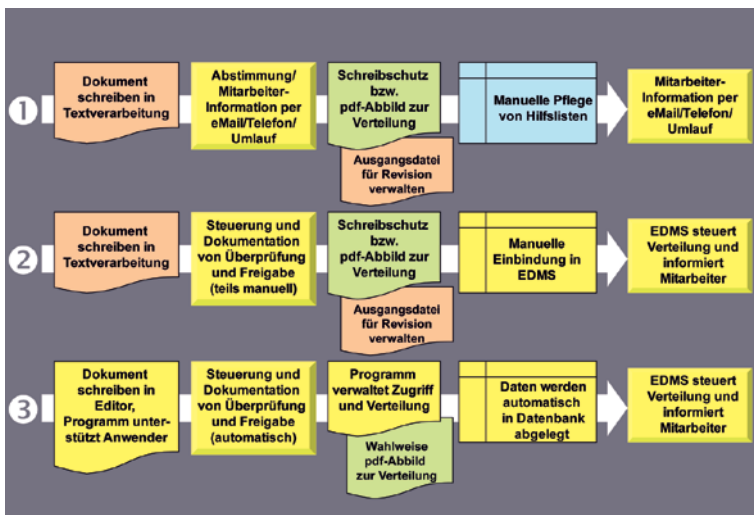 1
Dokument
schreiben in
Textverarbeitung
Abstimmung/
Mitarbeiter-
Information per
eMail/Telefon/
Umlauf
Schreibschutz
bzw.
pdf-Abbild zur
Verteilung
Ausgangsdatei
für Revision
verwalten
Manuelle Pflege
von Hilfslisten
Mitarbeiter-
Information per
eMail/Telefon/
Umlauf
2
Dokument
schreiben in
Textverarbeitung
Steuerung und
Dokumentation
von Überprüfung
und Freigabe
(teils manuell)
Schreibschutz
bzw.
pdf-Abbild zur
Verteilung
Ausgangsdatei
für Revision
verwalten
Manuelle
Einbindung in
EDMS
EDMS steuert
Verteilung und
informiert
Mitarbeiter
3
Dokument
schreiben in
Editor,
Programm unter-
stützt Anwender
Steuerung und
Dokumentation
von Überprüfung
und Freigabe
(automatisch)
Programm
verwaltet Zugriff
und Verteilung
Wahlweise
pdf-Abbild
zur Verteilung
Daten werden
automatisch
in Datenbank
abgelegt
EDMS steuert
Verteilung und
informiert
Mitarbeiter